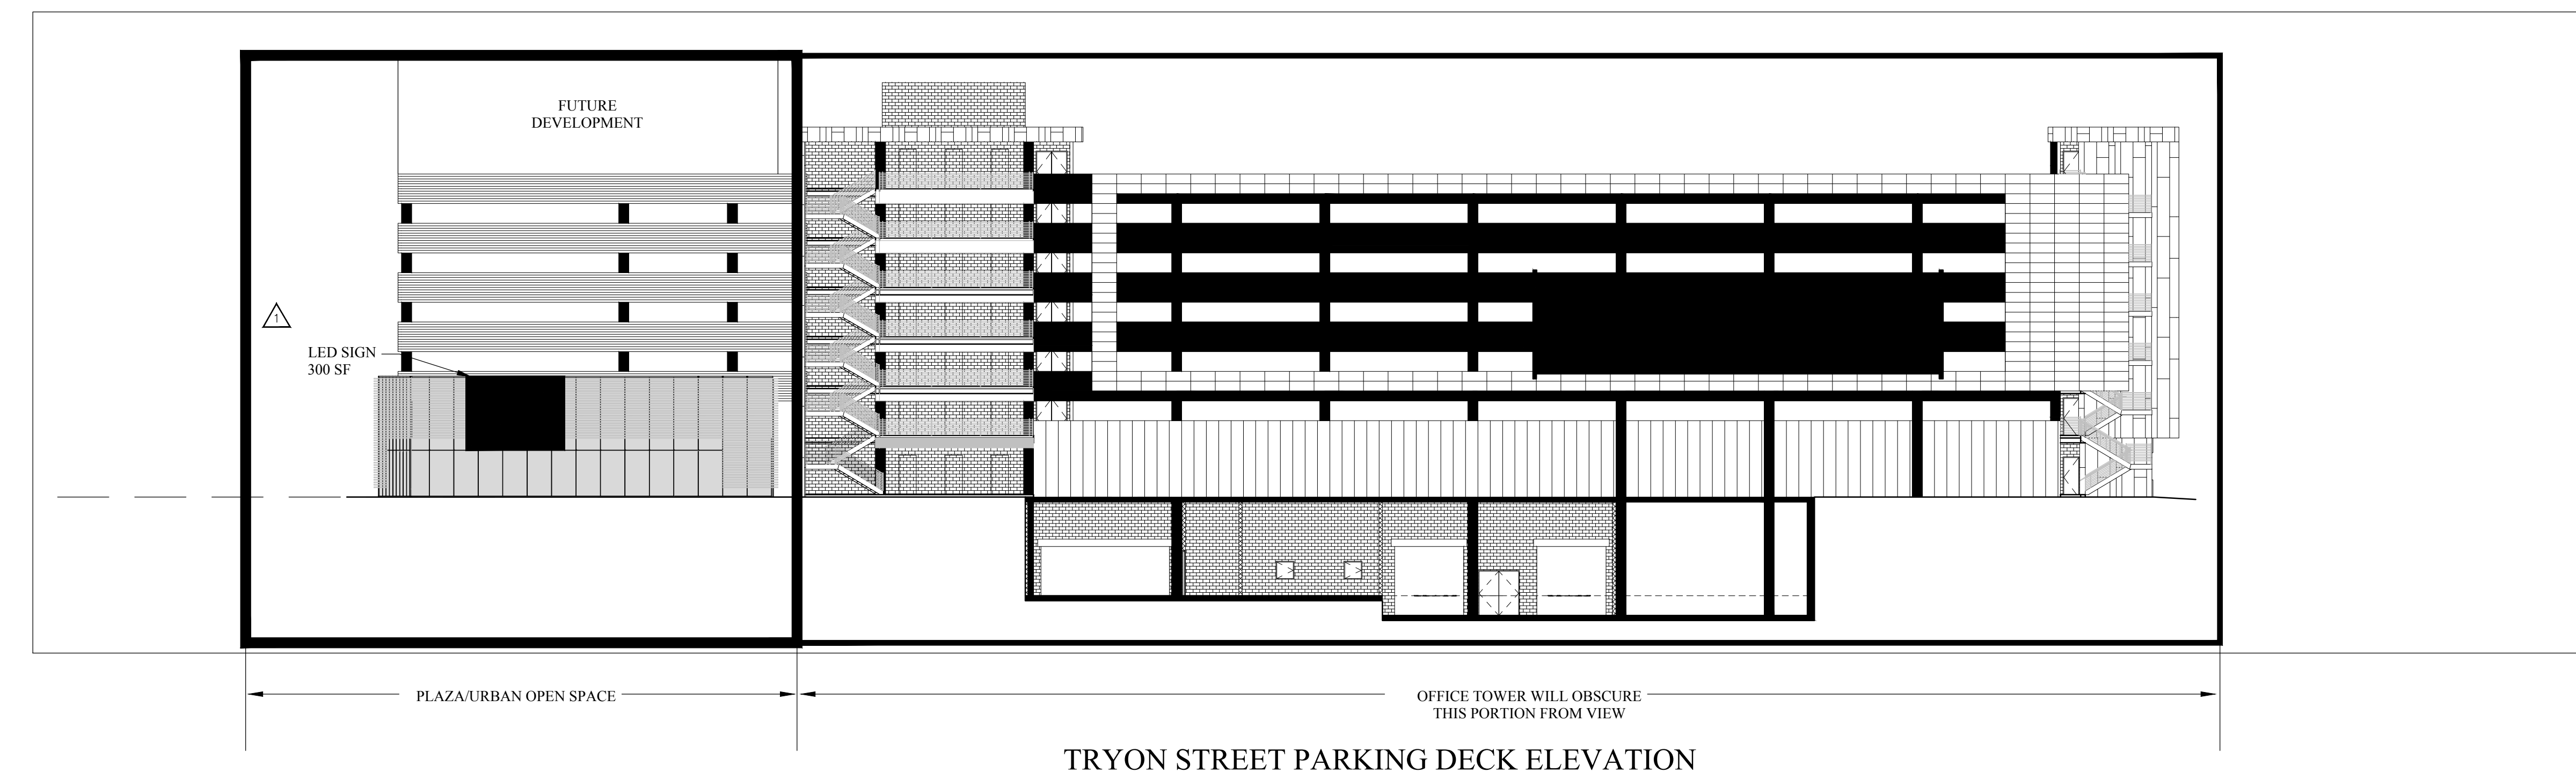 FUTURE
DEVELOPMENT
1
LED SIGN
300 SF
PLAZA/URBAN OPEN SPACE
OFFICE TOWER WILL OBSCURE
THIS PORTION FROM VIEW
TRYON STREET PARKING DECK ELEVATION